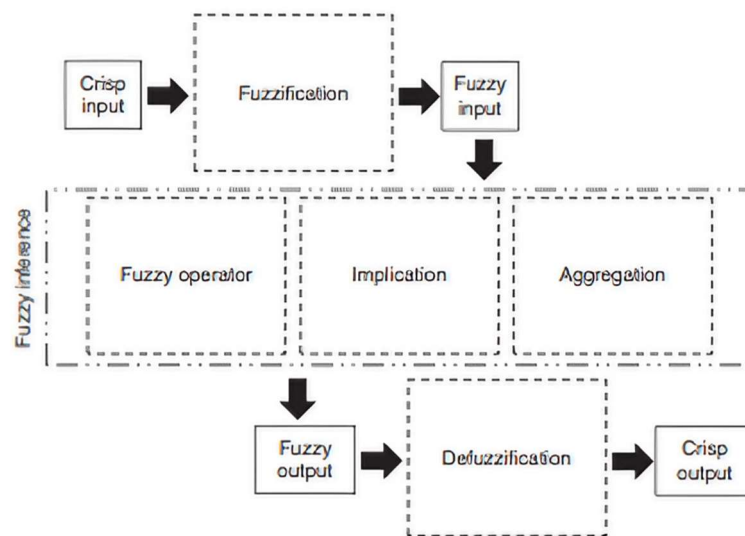 Crisp
input
Fuzzification
Fuzzy
input
Fuzzy inference
Fuzzy operator
Implication
Aggregation
Fuzzy
output
Defuzzification
Crisp
output